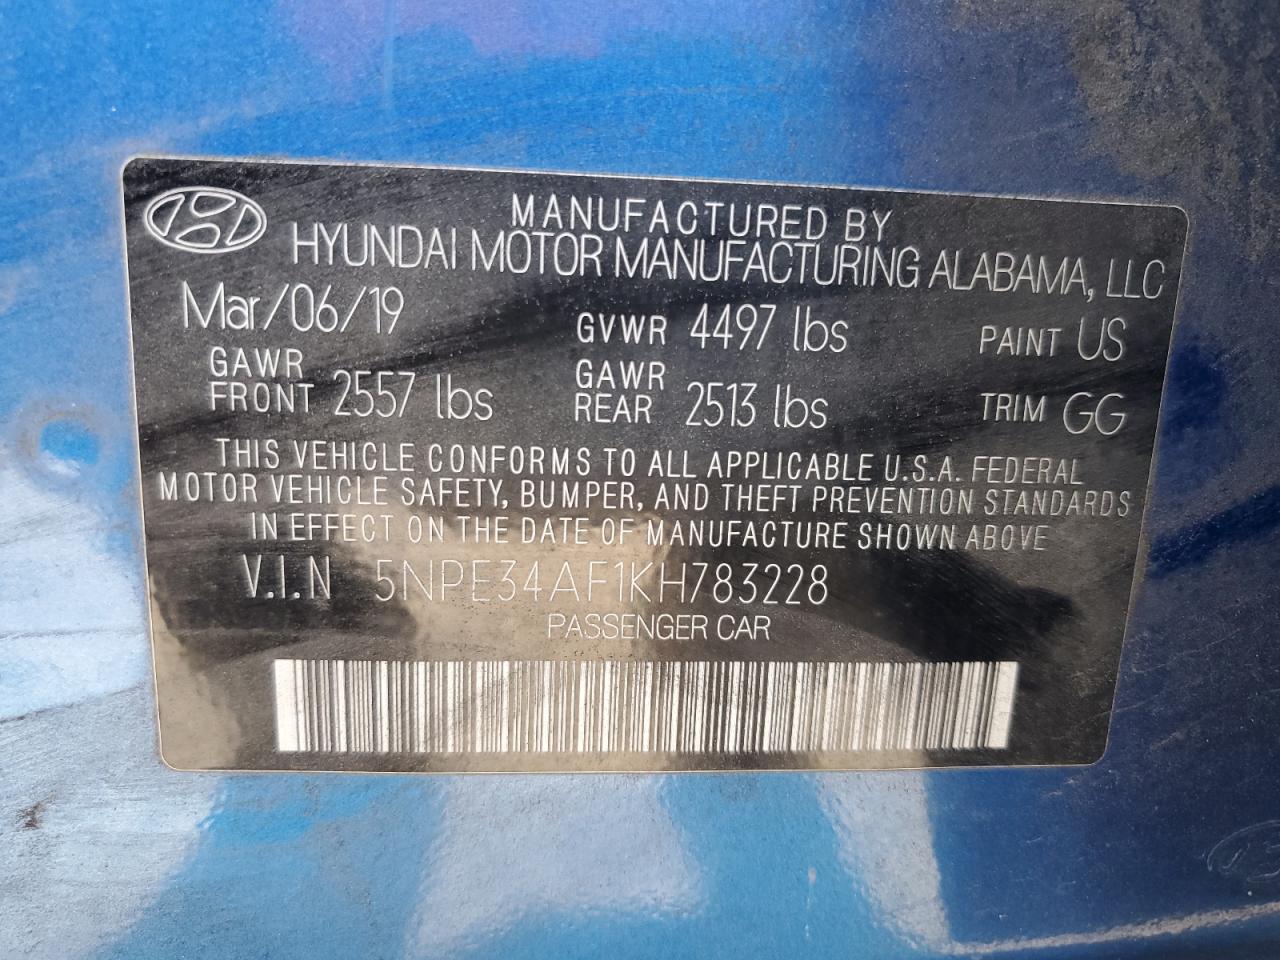 MANUFACTURED BY
HYUNDAI MOTOR MANUFACTURING ALABAMA, LLC
Mar/06/19 GVWR 4497 lbs PAINT US
GAWR FRONT 2557 lbs GAWR REAR 2513 lbs TRIM GG
THIS VEHICLE CONFORMS TO ALL APPLICABLE U.S.A. FEDERAL
MOTOR VEHICLE SAFETY, BUMPER, AND THEFT PREVENTION STANDARDS
IN EFFECT ON THE DATE OF MANUFACTURE SHOWN ABOVE
V.I.N 5NPE34AF1KH783228
PASSENGER CAR